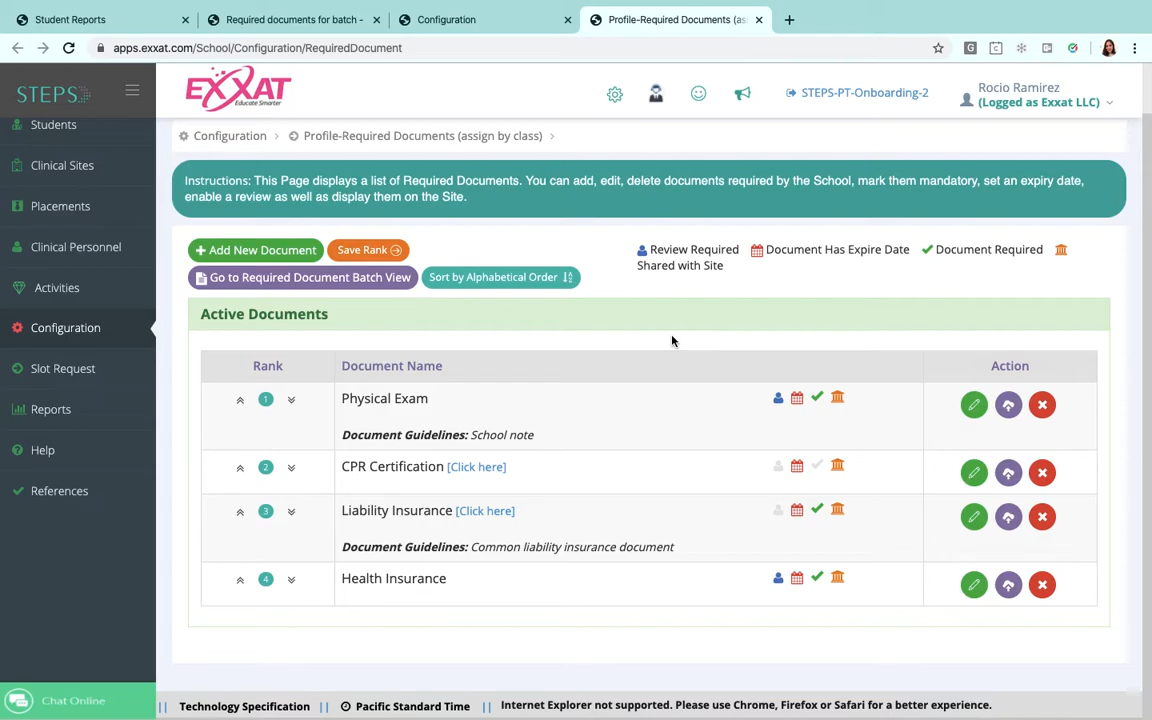 Student Reports
Required documents for batch -
Configuration
Profile-Required Documents (as
apps.exxat.com/School/Configuration/RequiredDocument
STEPS
EXXAT
Educate Smarter
STEPS-PT-Onboarding-2
Rocio Ramirez
(Logged as Exxat LLC)
Students
Clinical Sites
Placements
Clinical Personnel
Activities
Configuration
Slot Request
Reports
Help
References
Chat Online
Configuration
Profile-Required Documents (assign by class)
Instructions: This Page displays a list of Required Documents. You can add, edit, delete documents required by the School, mark them mandatory, set an expiry date,
enable a review as well as display them on the Site.
Add New Document
Save Rank
Go to Required Document Batch View
Sort by Alphabetical Order
Review Required
Document Has Expire Date
Document Required
Shared with Site
Active Documents
Rank Document Name Action
1 Physical Exam
Document Guidelines: School note
2 CPR Certification [Click here]
3 Liability Insurance [Click here]
Document Guidelines: Common liability insurance document
4 Health Insurance
|| Technology Specification || Pacific Standard Time || Internet Explorer not supported. Please use Chrome, Firefox or Safari for a better experience.